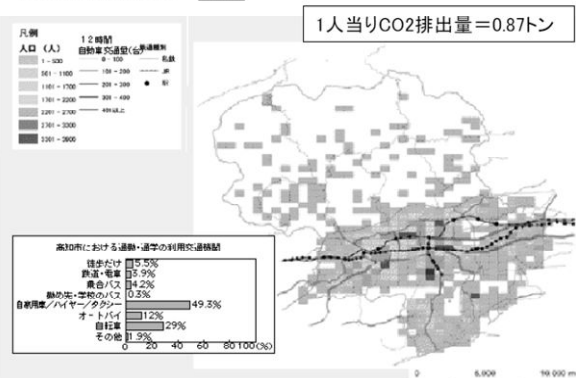 1人当りCO2排出量＝0.87トン
凡例
人口 （人）
1 - 500
501 - 1100
1101 - 1700
1701 - 2200
2201 - 2700
2701 - 3300
3301 - 3900
12時間
自動車交通量(台)
0 - 100
101 - 200
201 - 300
301 - 400
401以上
鉄道種別
私鉄
JR
駅
高知市における通勤・通学の利用交通機関
徒歩だけ 5.5%
鉄道・電車 3.9%
乗合バス 4.2%
勤め先・学校のバス 0.3%
自家用車／ハイヤー／タクシー 49.3%
オートバイ 12%
自転車 29%
その他 1.9%
0 20 40 60 80 100 (%)
0 5,000 10,000 m